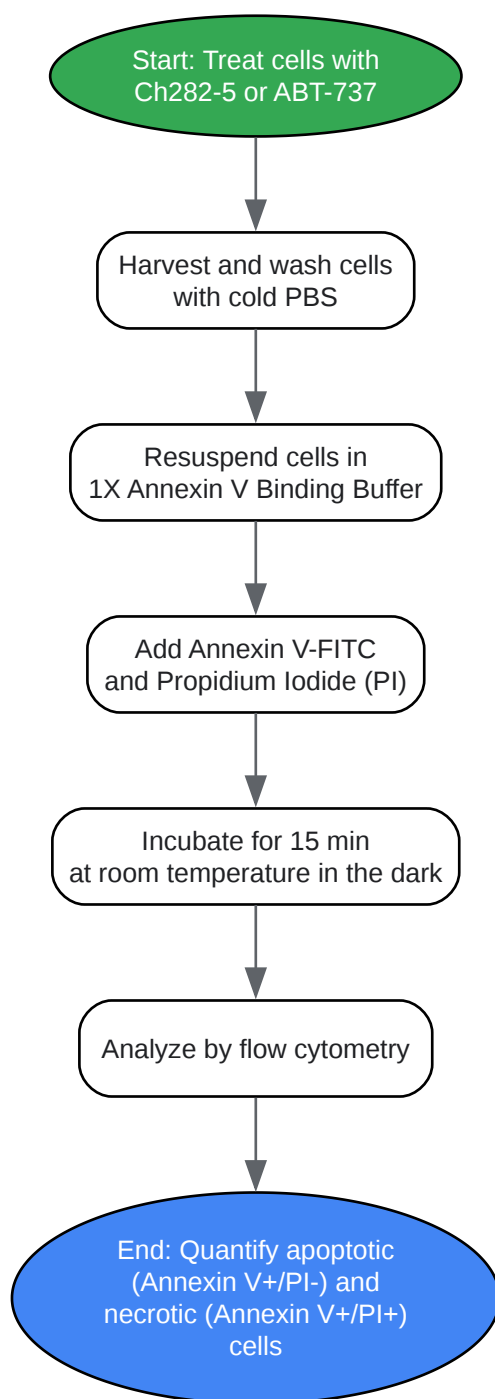 Start: Treat cells with
Ch282-5 or ABT-737
Harvest and wash cells
with cold PBS
Resuspend cells in
1X Annexin V Binding Buffer
Add Annexin V-FITC
and Propidium Iodide (PI)
Incubate for 15 min
at room temperature in the dark
Analyze by flow cytometry
End: Quantify apoptotic
(Annexin V+/PI-) and
necrotic (Annexin V+/PI+)
cells